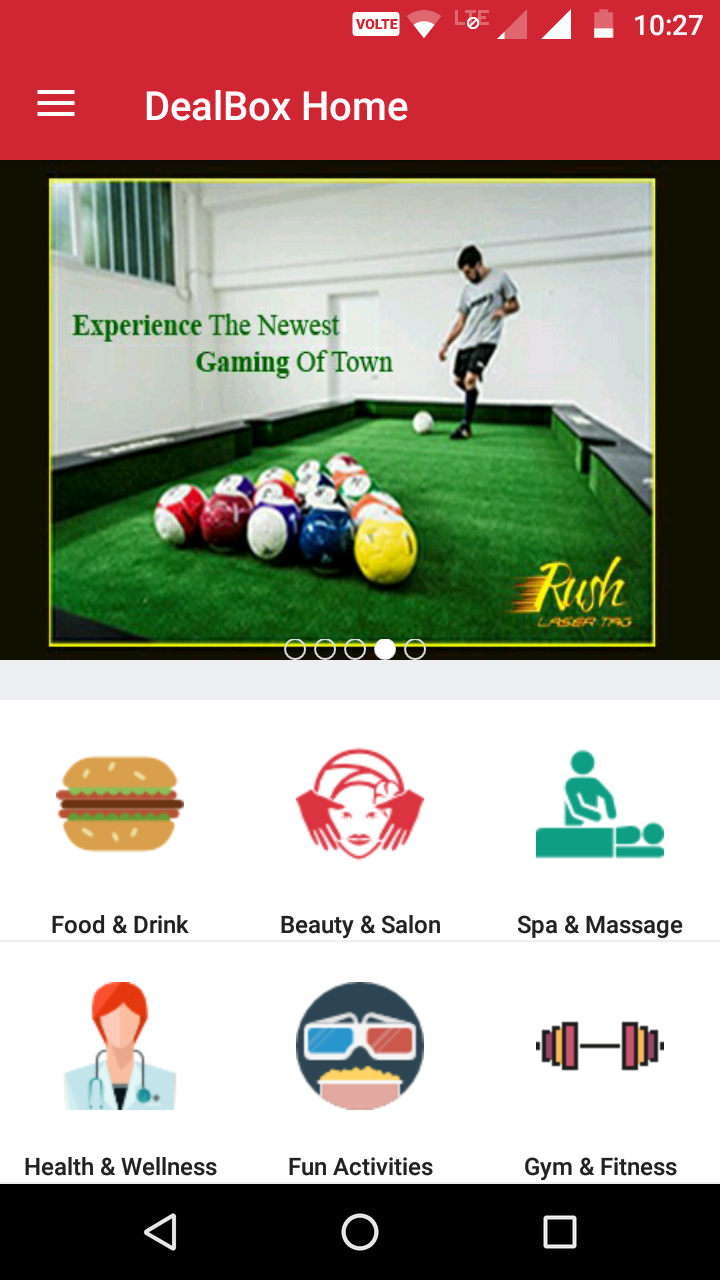 VOLTE LTE 10:27
DealBox Home
Experience The Newest
Gaming Of Town
Rush
LASER TAG
Food & Drink
Beauty & Salon
Spa & Massage
Health & Wellness
Fun Activities
Gym & Fitness